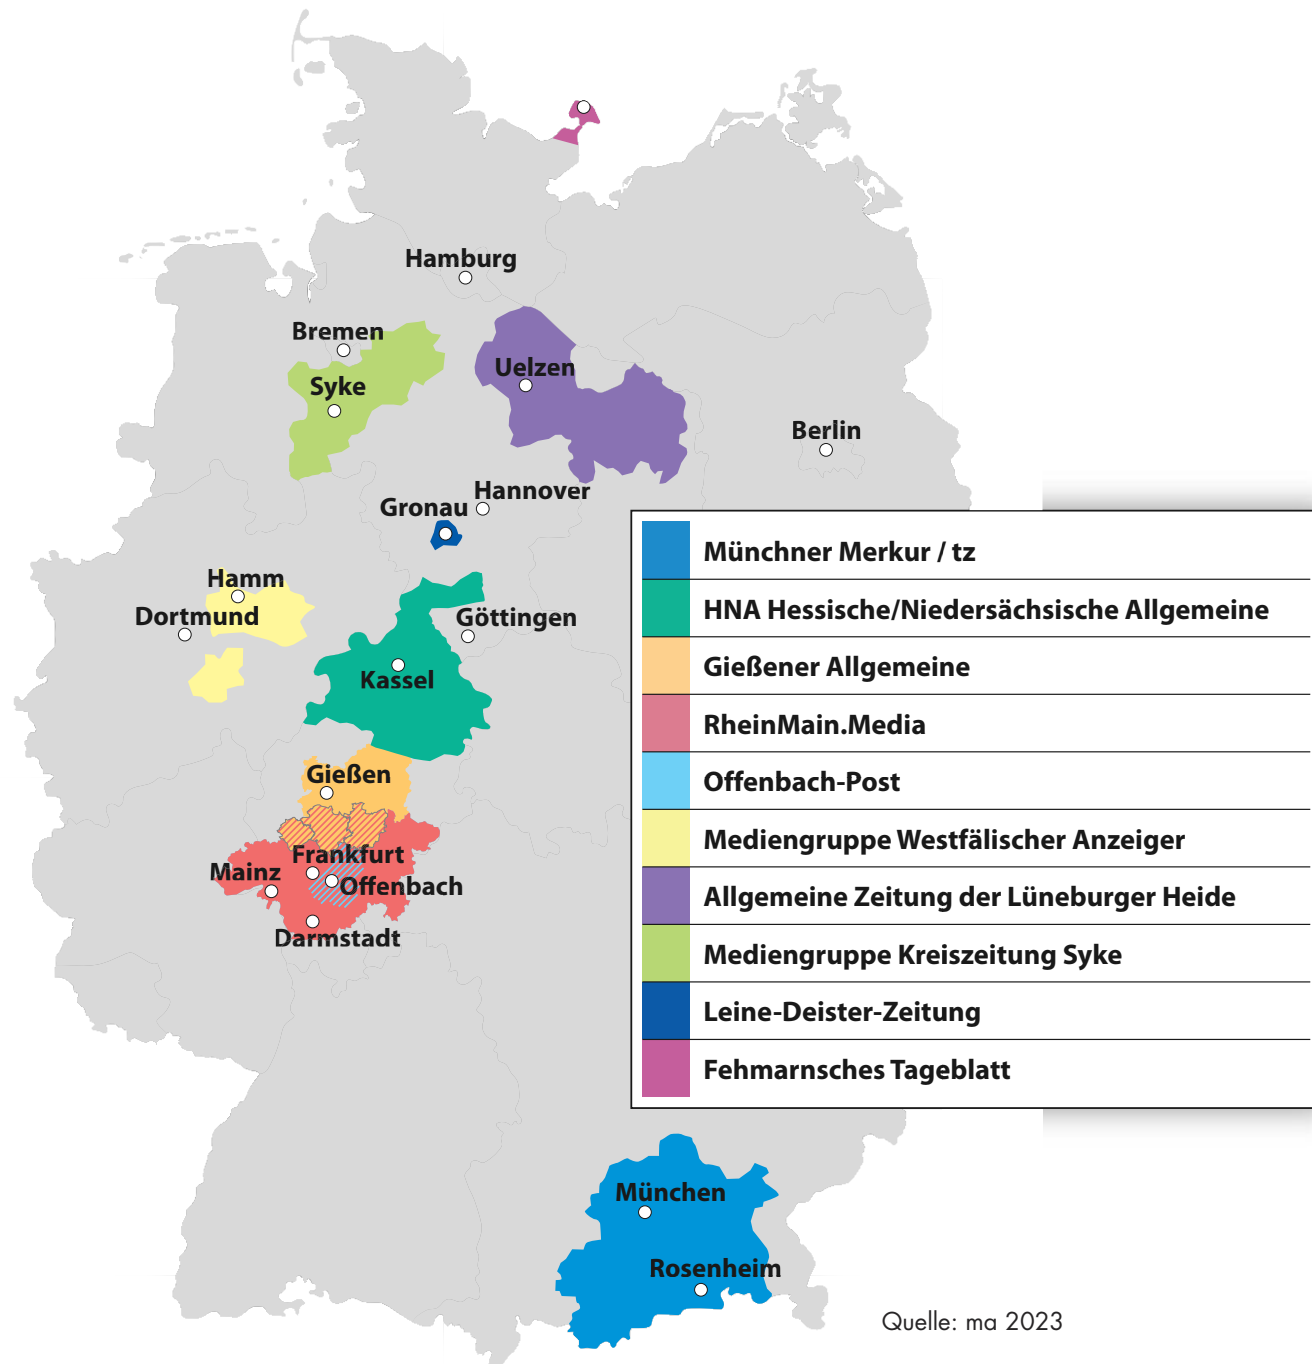 Hamburg
Bremen
Syke
Uelzen
Berlin
Hannover
Gronau
Hamm
Dortmund
Göttingen
Kassel
Gießen
Frankfurt
Mainz
Offenbach
Darmstadt
Münchner Merkur / tz
HNA Hessische/Niedersächsische Allgemeine
Gießener Allgemeine
RheinMain.Media
Offenbach-Post
Mediengruppe Westfälischer Anzeiger
Allgemeine Zeitung der Lüneburger Heide
Mediengruppe Kreiszeitung Syke
Leine-Deister-Zeitung
Fehmarnsches Tageblatt
München
Rosenheim
Quelle: ma 2023